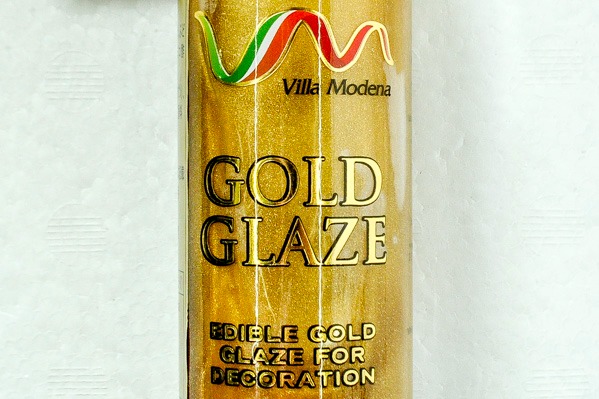 Villa Modena
GOLD
GLAZE
EDIBLE GOLD
GLAZE FOR
DECORATION